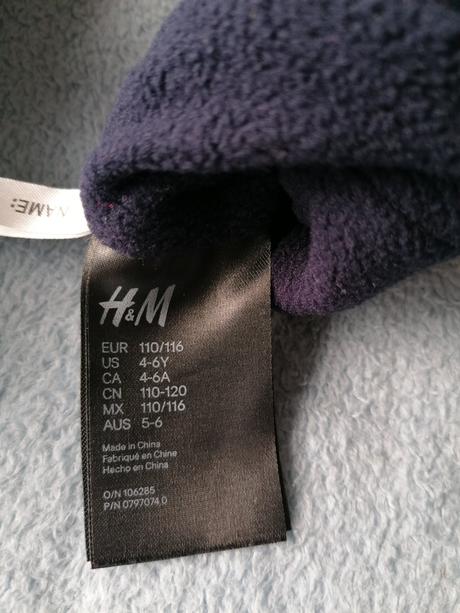 NAME:
H&M
EUR 110/116
US 4-6Y
CA 4-6A
CN 110-120
MX 110/116
AUS 5-6
Made in China
Fabriqué en Chine
Hecho en China
O/N 106285
P/N 0797074 0